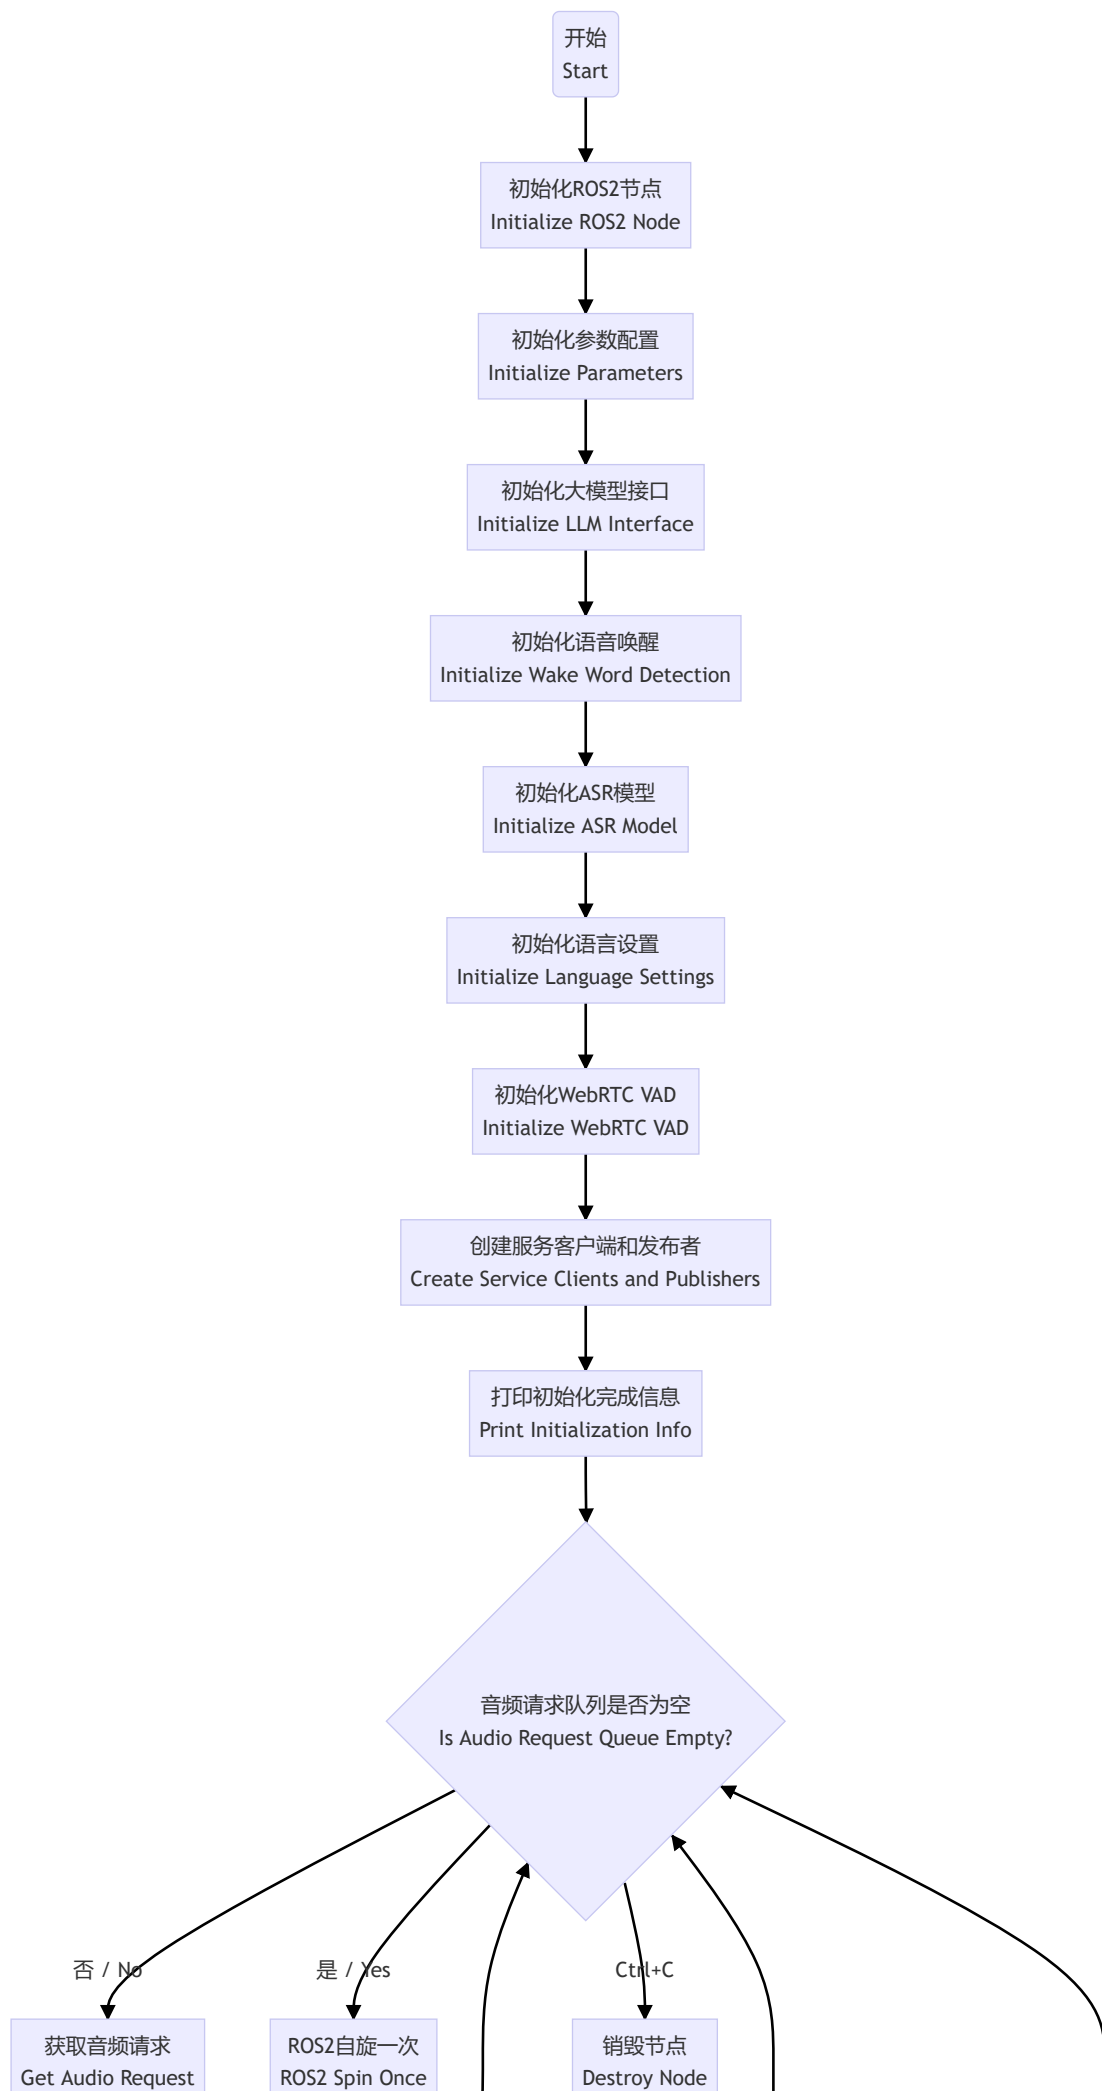 开始
Start
初始化ROS2节点
Initialize ROS2 Node
初始化参数配置
Initialize Parameters
初始化大模型接口
Initialize LLM Interface
初始化语音唤醒
Initialize Wake Word Detection
初始化ASR模型
Initialize ASR Model
初始化语言设置
Initialize Language Settings
初始化WebRTC VAD
Initialize WebRTC VAD
创建服务客户端和发布者
Create Service Clients and Publishers
打印初始化完成信息
Print Initialization Info
音频请求队列是否为空
Is Audio Request Queue Empty?
否 / No
是 / Yes
Ctrl+C
获取音频请求
Get Audio Request
ROS2自旋一次
ROS2 Spin Once
销毁节点
Destroy Node